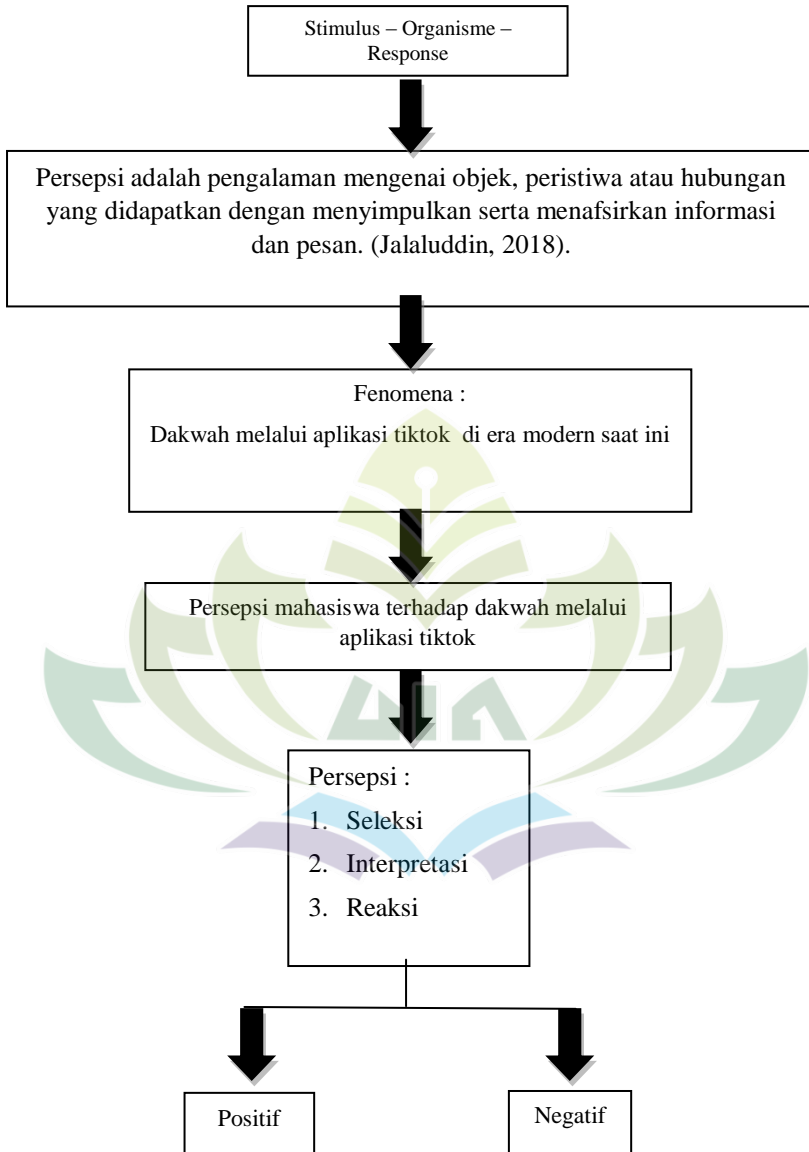 Stimulus – Organisme –
Response
Persepsi adalah pengalaman mengenai objek, peristiwa atau hubungan
yang didapatkan dengan menyimpulkan serta menafsirkan informasi
dan pesan. (Jalaluddin, 2018).
Fenomena :
Dakwah melalui aplikasi tiktok di era modern saat ini
Persepsi mahasiswa terhadap dakwah melalui
aplikasi tiktok
Persepsi :
1. Seleksi
2. Interpretasi
3. Reaksi
Positif
Negatif